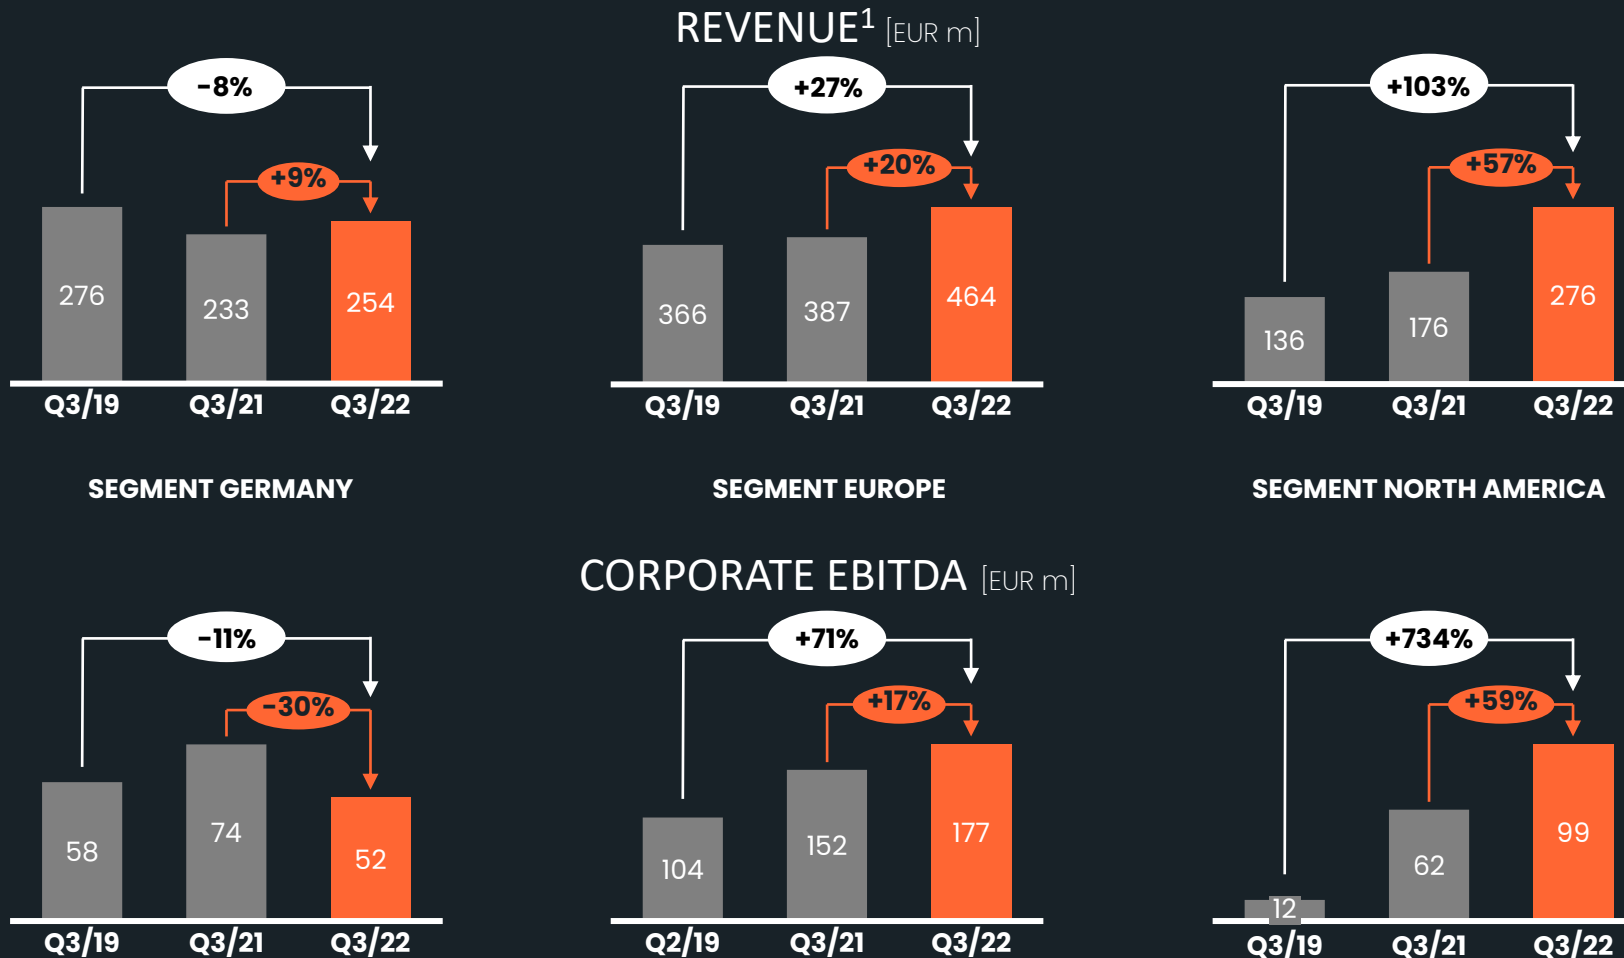 REVENUE¹ [EUR m]
-8%
+9%
276
233
254
Q3/19 Q3/21 Q3/22
+27%
+20%
366
387
464
Q3/19 Q3/21 Q3/22
+103%
+57%
136
176
276
Q3/19 Q3/21 Q3/22
SEGMENT GERMANY
SEGMENT EUROPE
SEGMENT NORTH AMERICA
CORPORATE EBITDA [EUR m]
-11%
-30%
58
74
52
Q3/19 Q3/21 Q3/22
+71%
+17%
104
152
177
Q2/19 Q3/21 Q3/22
+734%
+59%
12
62
99
Q3/19 Q3/21 Q3/22